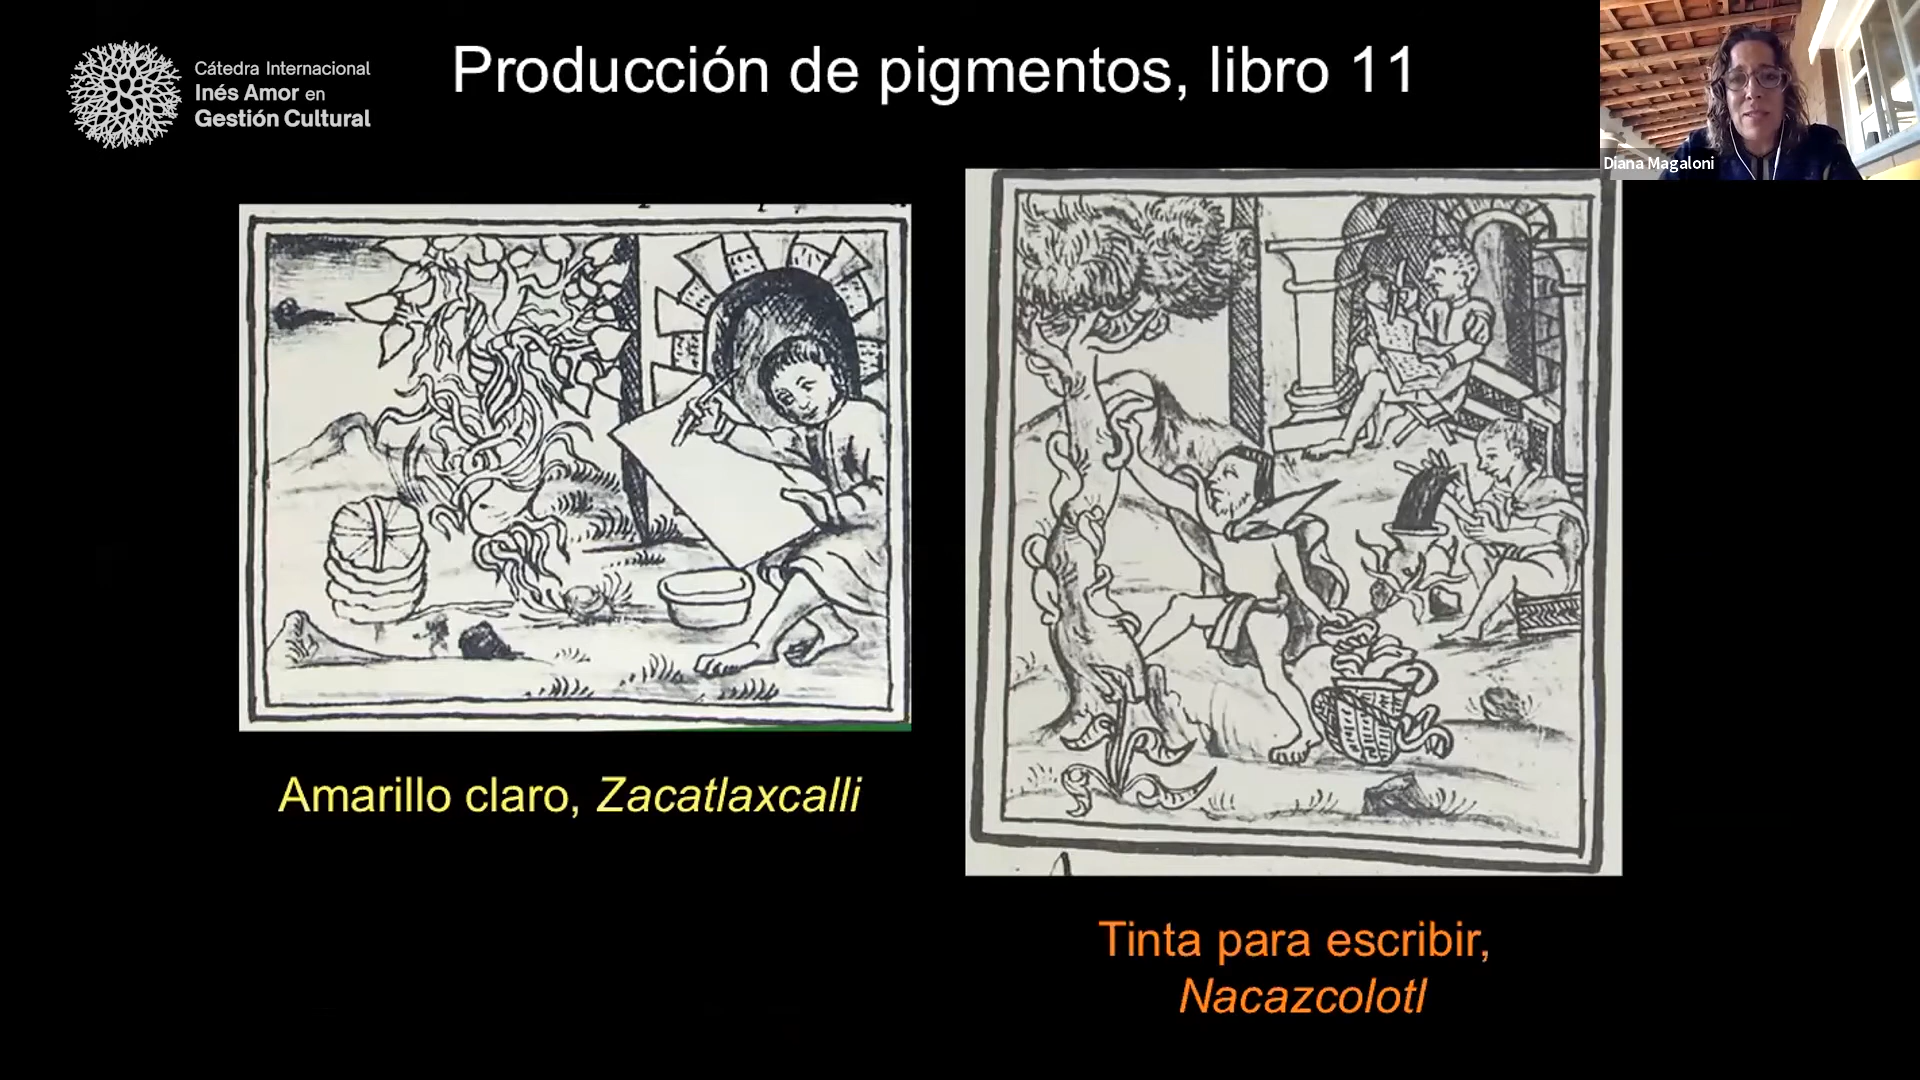 Cátedra Internacional
Inés Amor en
Gestión Cultural
Producción de pigmentos, libro 11
Diana Magaloni
Amarillo claro, Zacatlaxcalli
Tinta para escribir,
Nacazcolotl